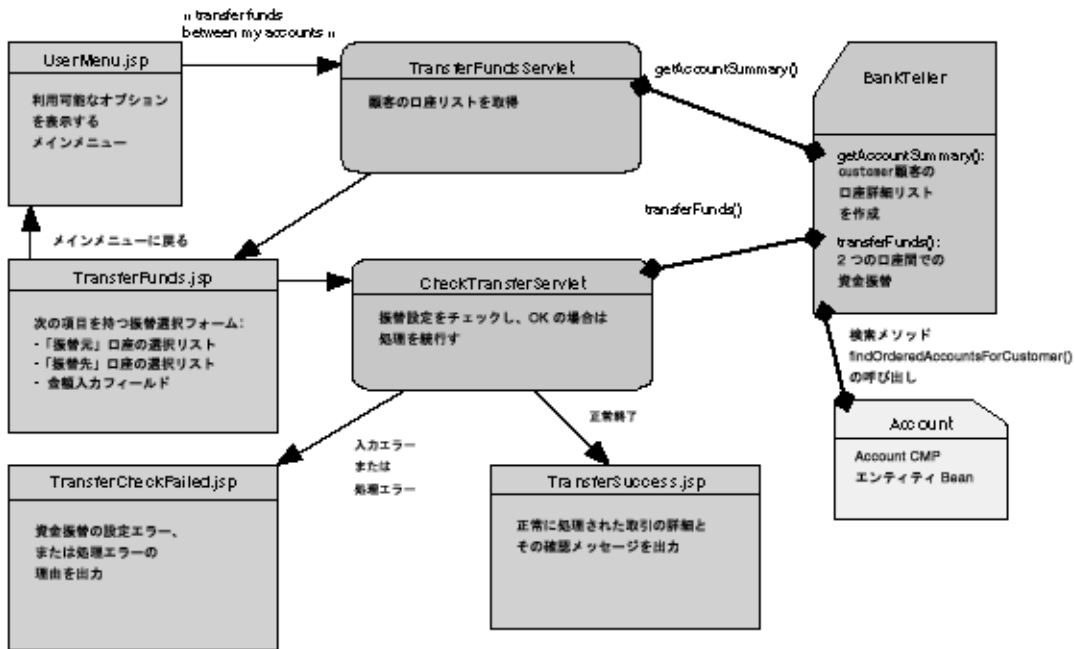 " transfer funds
between my accounts "
UserMenu.jsp
利用可能なオプション
を表示する
メインメニュー
TransferFundsServlet
顧客の口座リストを取得
getAccountSummary()
BankTeller
getAccountSummary():
customer顧客の
口座詳細リスト
を作成
transferFunds():
2 つの口座間での
資金振替
transferFunds()
メインメニューに戻る
TransferFunds.jsp
次の項目を持つ振替選択フォーム:
-「振替元」口座の選択リスト
-「振替先」口座の選択リスト
- 金額入力フィールド
CheckTransferServlet
振替設定をチェックし、OK の場合は
処理を続行す
検索メソッド
findOrderedAccountsForCustomer()
の呼び出し
Account
Account CMP
エンティティ Bean
入力エラー
または
処理エラー
正常終了
TransferCheckFailed.jsp
資金振替の設定エラー、
または処理エラーの
理由を出力
TransferSuccess.jsp
正常に処理された取引の詳細と
その確認メッセージを出力